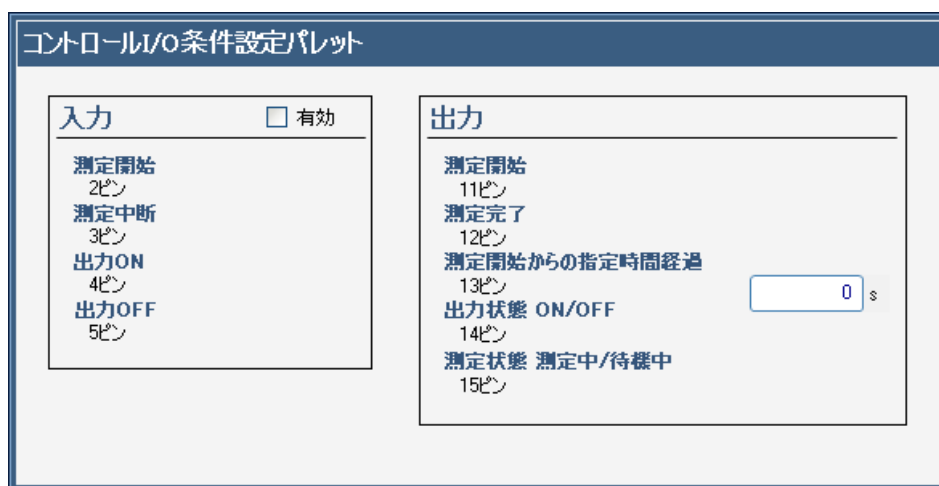 コントロールI/O条件設定パレット
入力 有効
測定開始
2ピン
測定中断
3ピン
出力ON
4ピン
出力OFF
5ピン
出力
測定開始
11ピン
測定完了
12ピン
測定開始からの指定時間経過
13ピン
0 s
出力状態 ON/OFF
14ピン
測定状態 測定中/待機中
15ピン